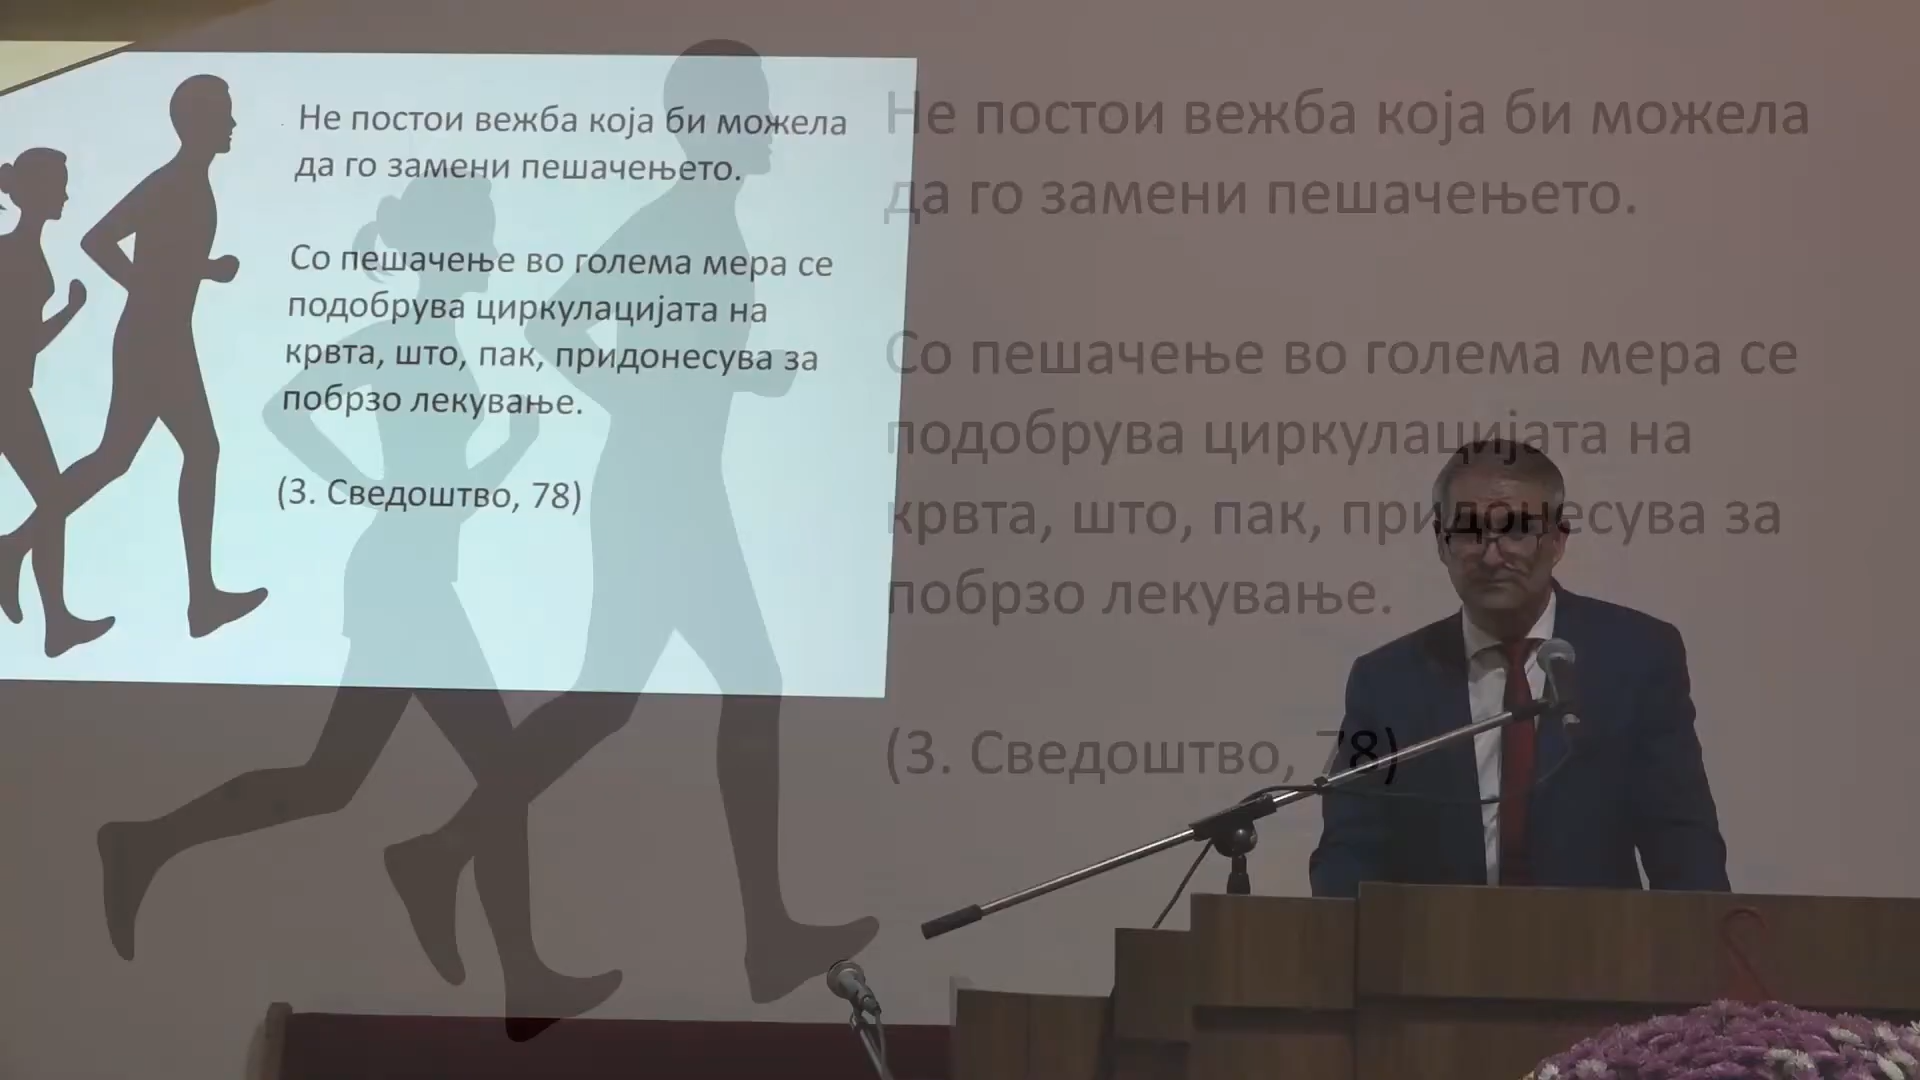 Не постои вежба која би можела
да го замени пешачењето.
Со пешачење во голема мера се
подобрува циркулацијата на
крвта, што, пак, придонесува за
побрзо лекување.
(3. Сведоштво, 78)
Не постои вежба која би можела
да го замени пешачењето.
Со пешачење во голема мера се
подобрува циркулацијата на
крвта, што, пак, придонесува за
побрзо лекување.
(3. Сведоштво, 78)